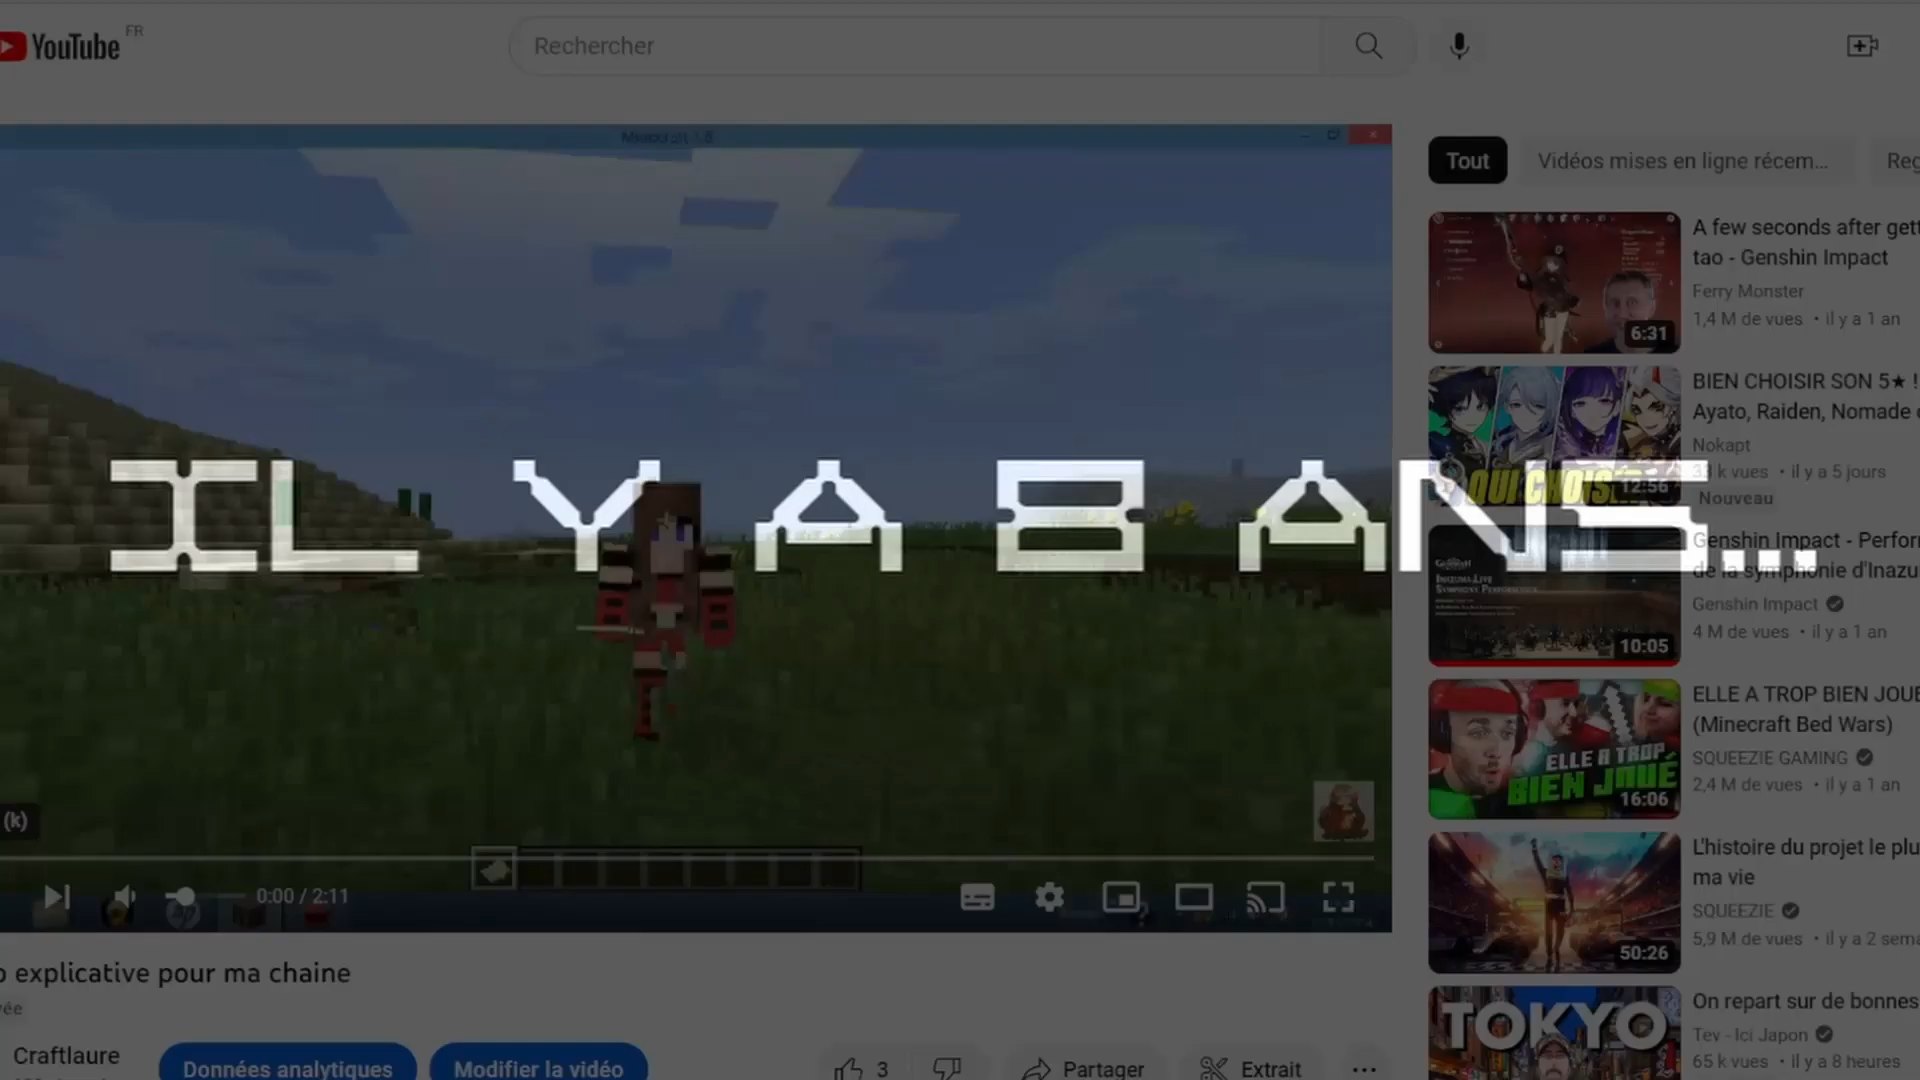 YouTube FR
Rechercher
Tout
Vidéos mises en ligne récem...
A few seconds after
tao - Genshin Impact
Ferry Monster
1,4 M de vues • il y a 1 an
6:31
BIEN CHOISIR SON 5★ !
Ayato, Raiden, Nomade
Nokapt
k vues • il y a 5 jours
Nouveau
QUI
12:56
IL Y A 8 ANS...
Genshin Impact -
de la symphonie
INAZUMA LIVE
SYMPHONY PERFORMANCE
Genshin Impact
4 M de vues • il y a 1 an
10:05
ELLE A TROP BIEN
(Minecraft Bed Wars)
SQUEEZIE GAMING
2,4 M de vues • il y a 1 an
ELLE A TROP
BIEN JOUÉ
16:06
(k)
0:00 / 2:11
L'histoire du projet le
ma vie
SQUEEZIE
5,9 M de vues • il y a 2
50:26
explicative pour ma chaine
Craftlaure
Données analytiques
Modifier la vidéo
3
Partager
Extrait
...
TOKYO
On repart sur de bonnes
Tev - Ici Japon
65 k vues • il y a 8 heures